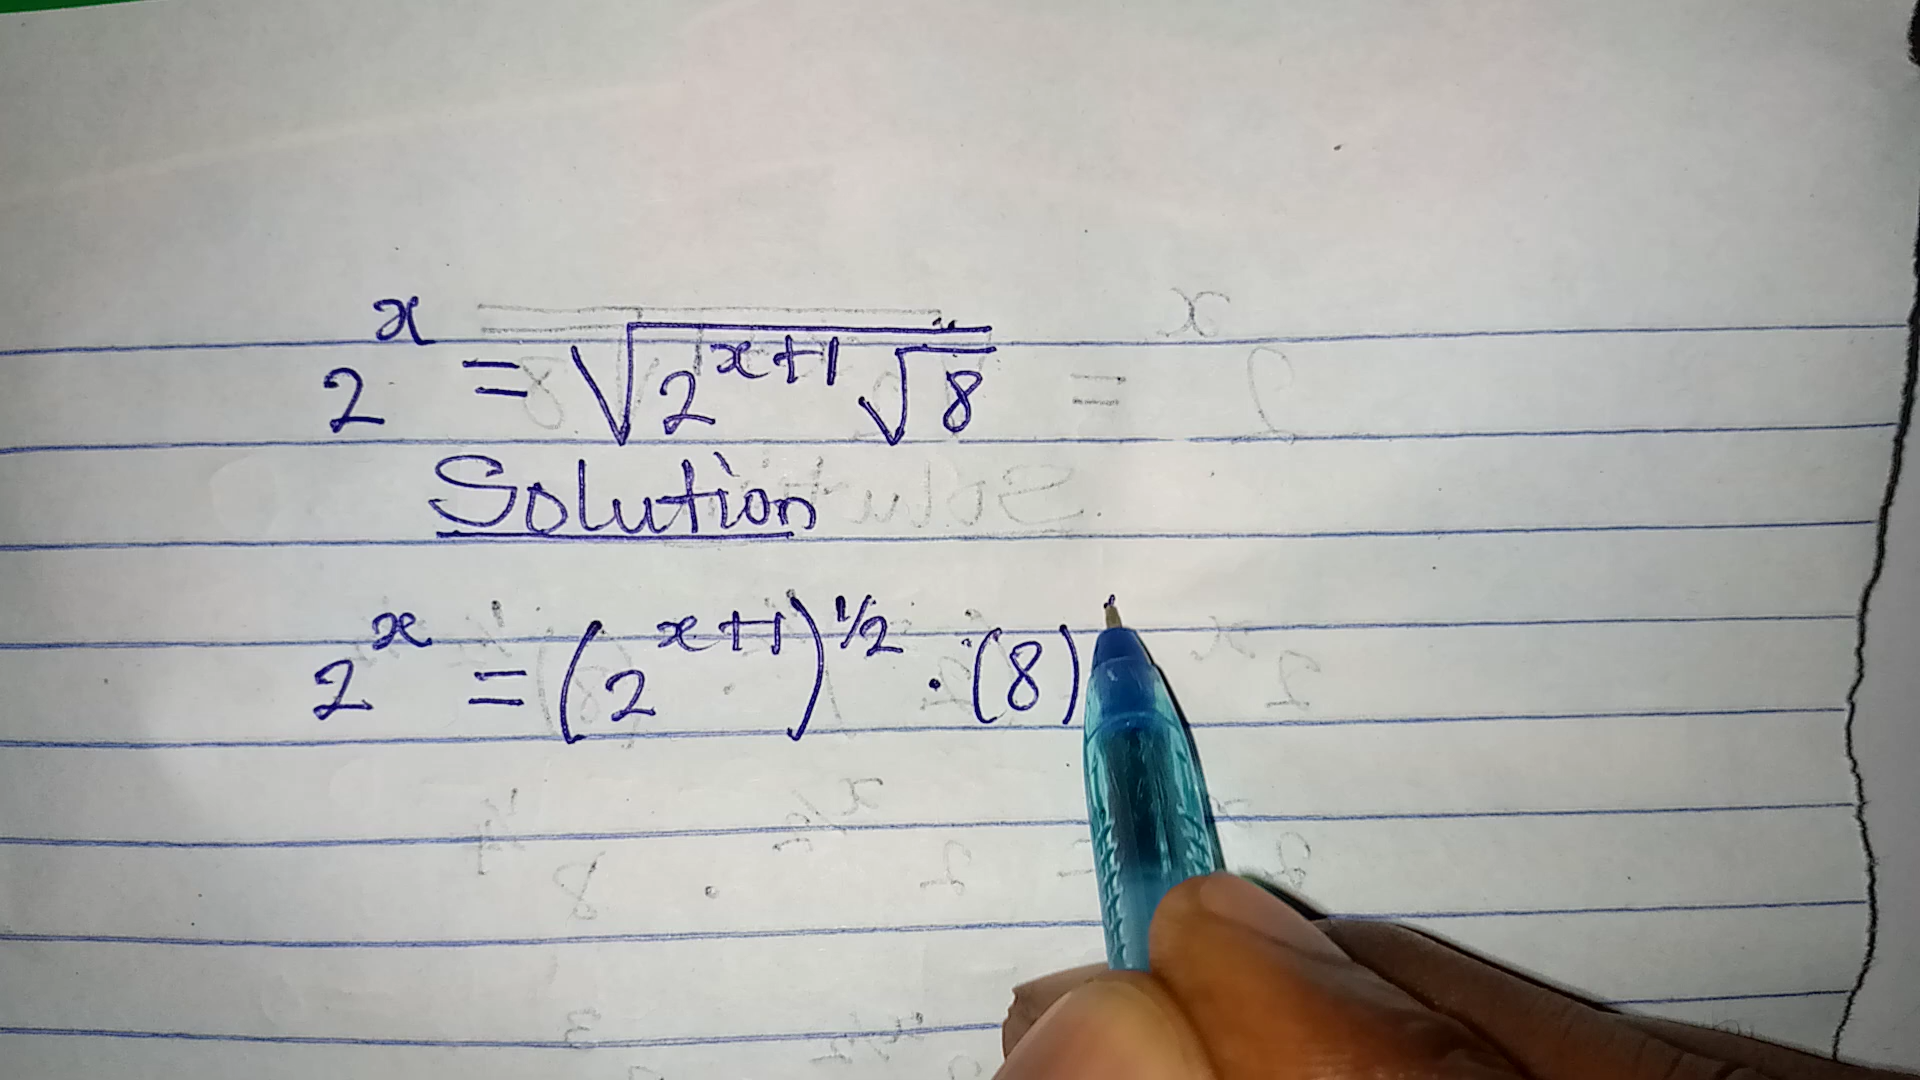 2^x = √(2^(x+1) √8)
Solution
2^x = (2^(x+1))^(1/2) · (8)